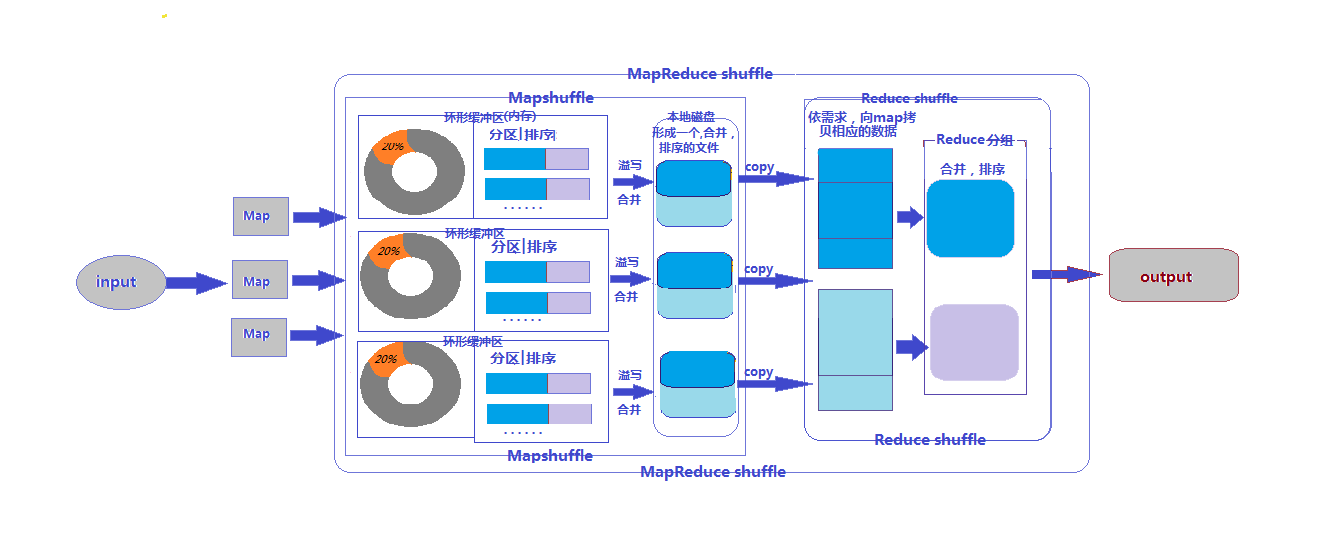 MapReduce shuffle
Mapshuffle
Reduce shuffle
input
Map
Map
Map
环形缓冲区(内存)
20%
分区|排序
......
溢写
合并
环形缓冲区
20%
分区|排序
......
溢写
合并
环形缓冲区
20%
分区|排序
......
溢写
合并
本地磁盘
形成一个,合并，
排序的文件
copy
copy
copy
依需求，向map拷
贝相应的数据
Reduce分组
合并，排序
output
Mapshuffle
Reduce shuffle
MapReduce shuffle